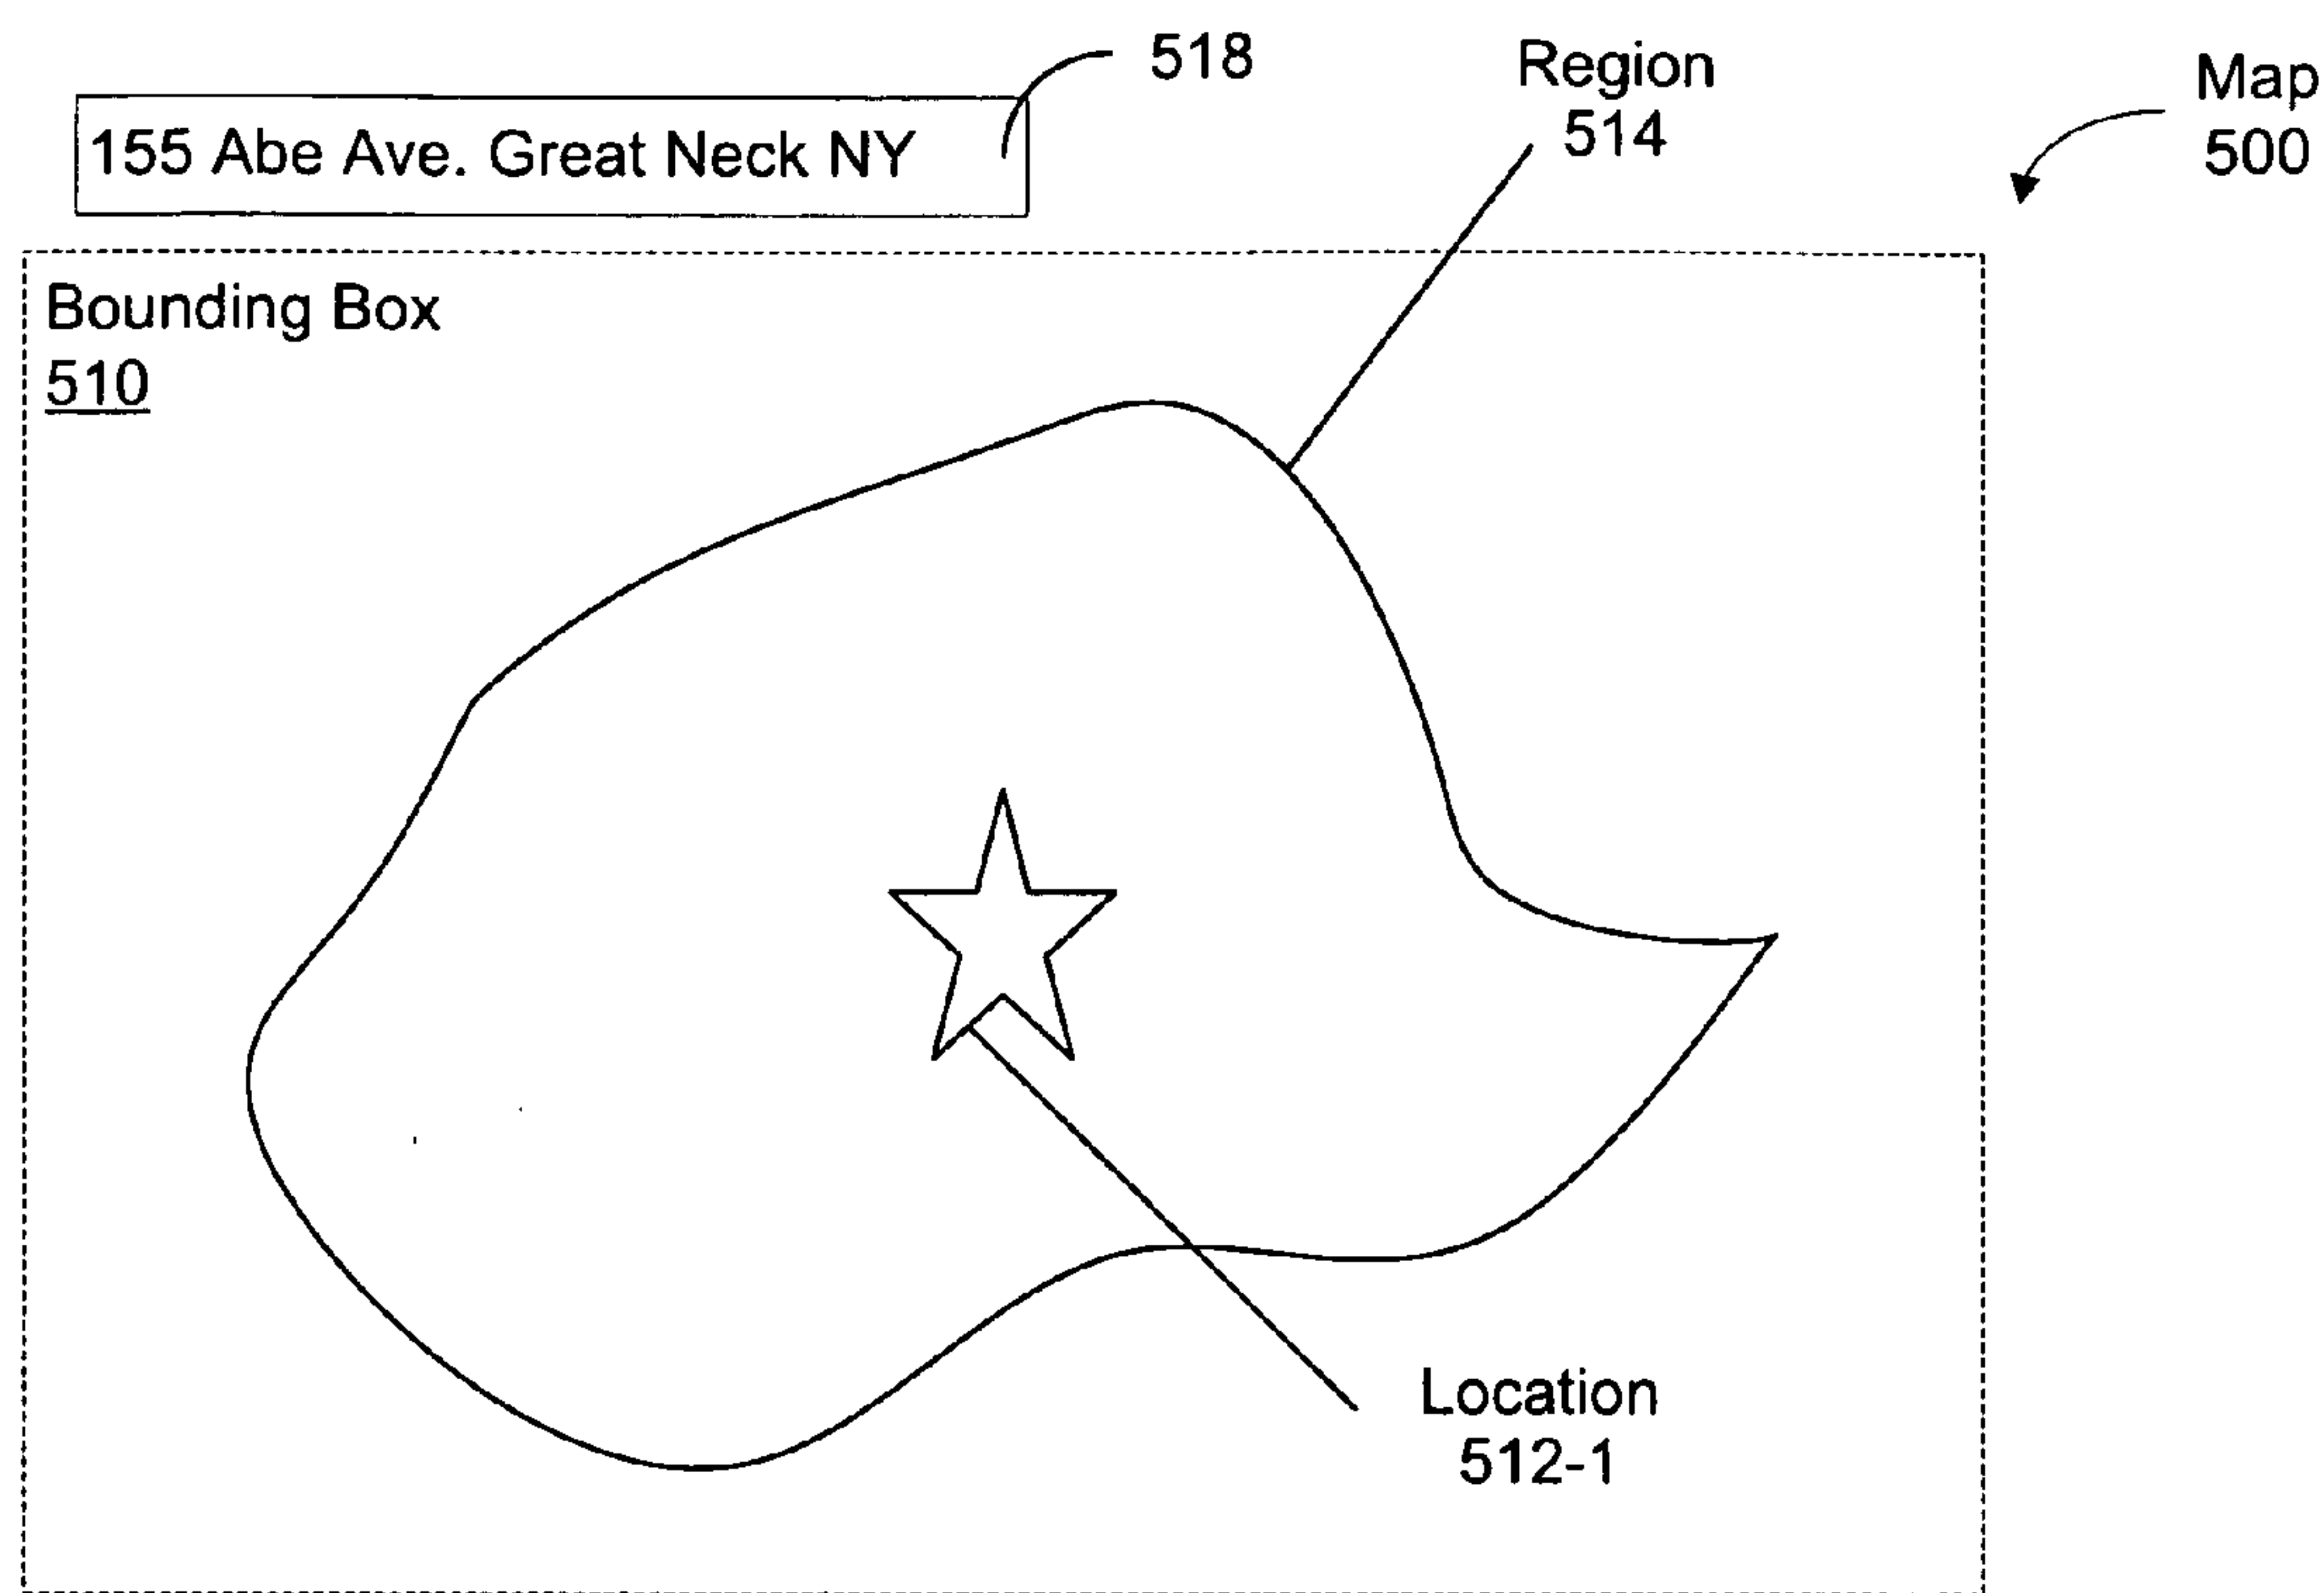 518
Region
514
Map
500
155 Abe Ave. Great Neck NY
Bounding Box
510
Location
512-1